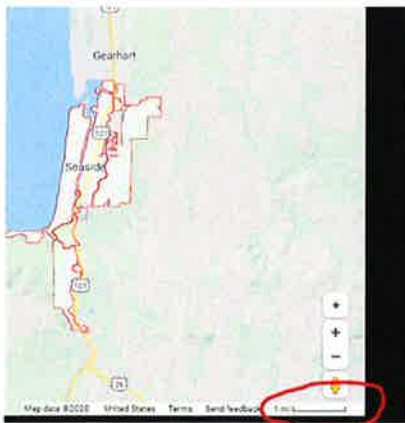 Gearhart
101
Seaside
101
26
Map data ©2020 United States Terms Send feedback 1 mi